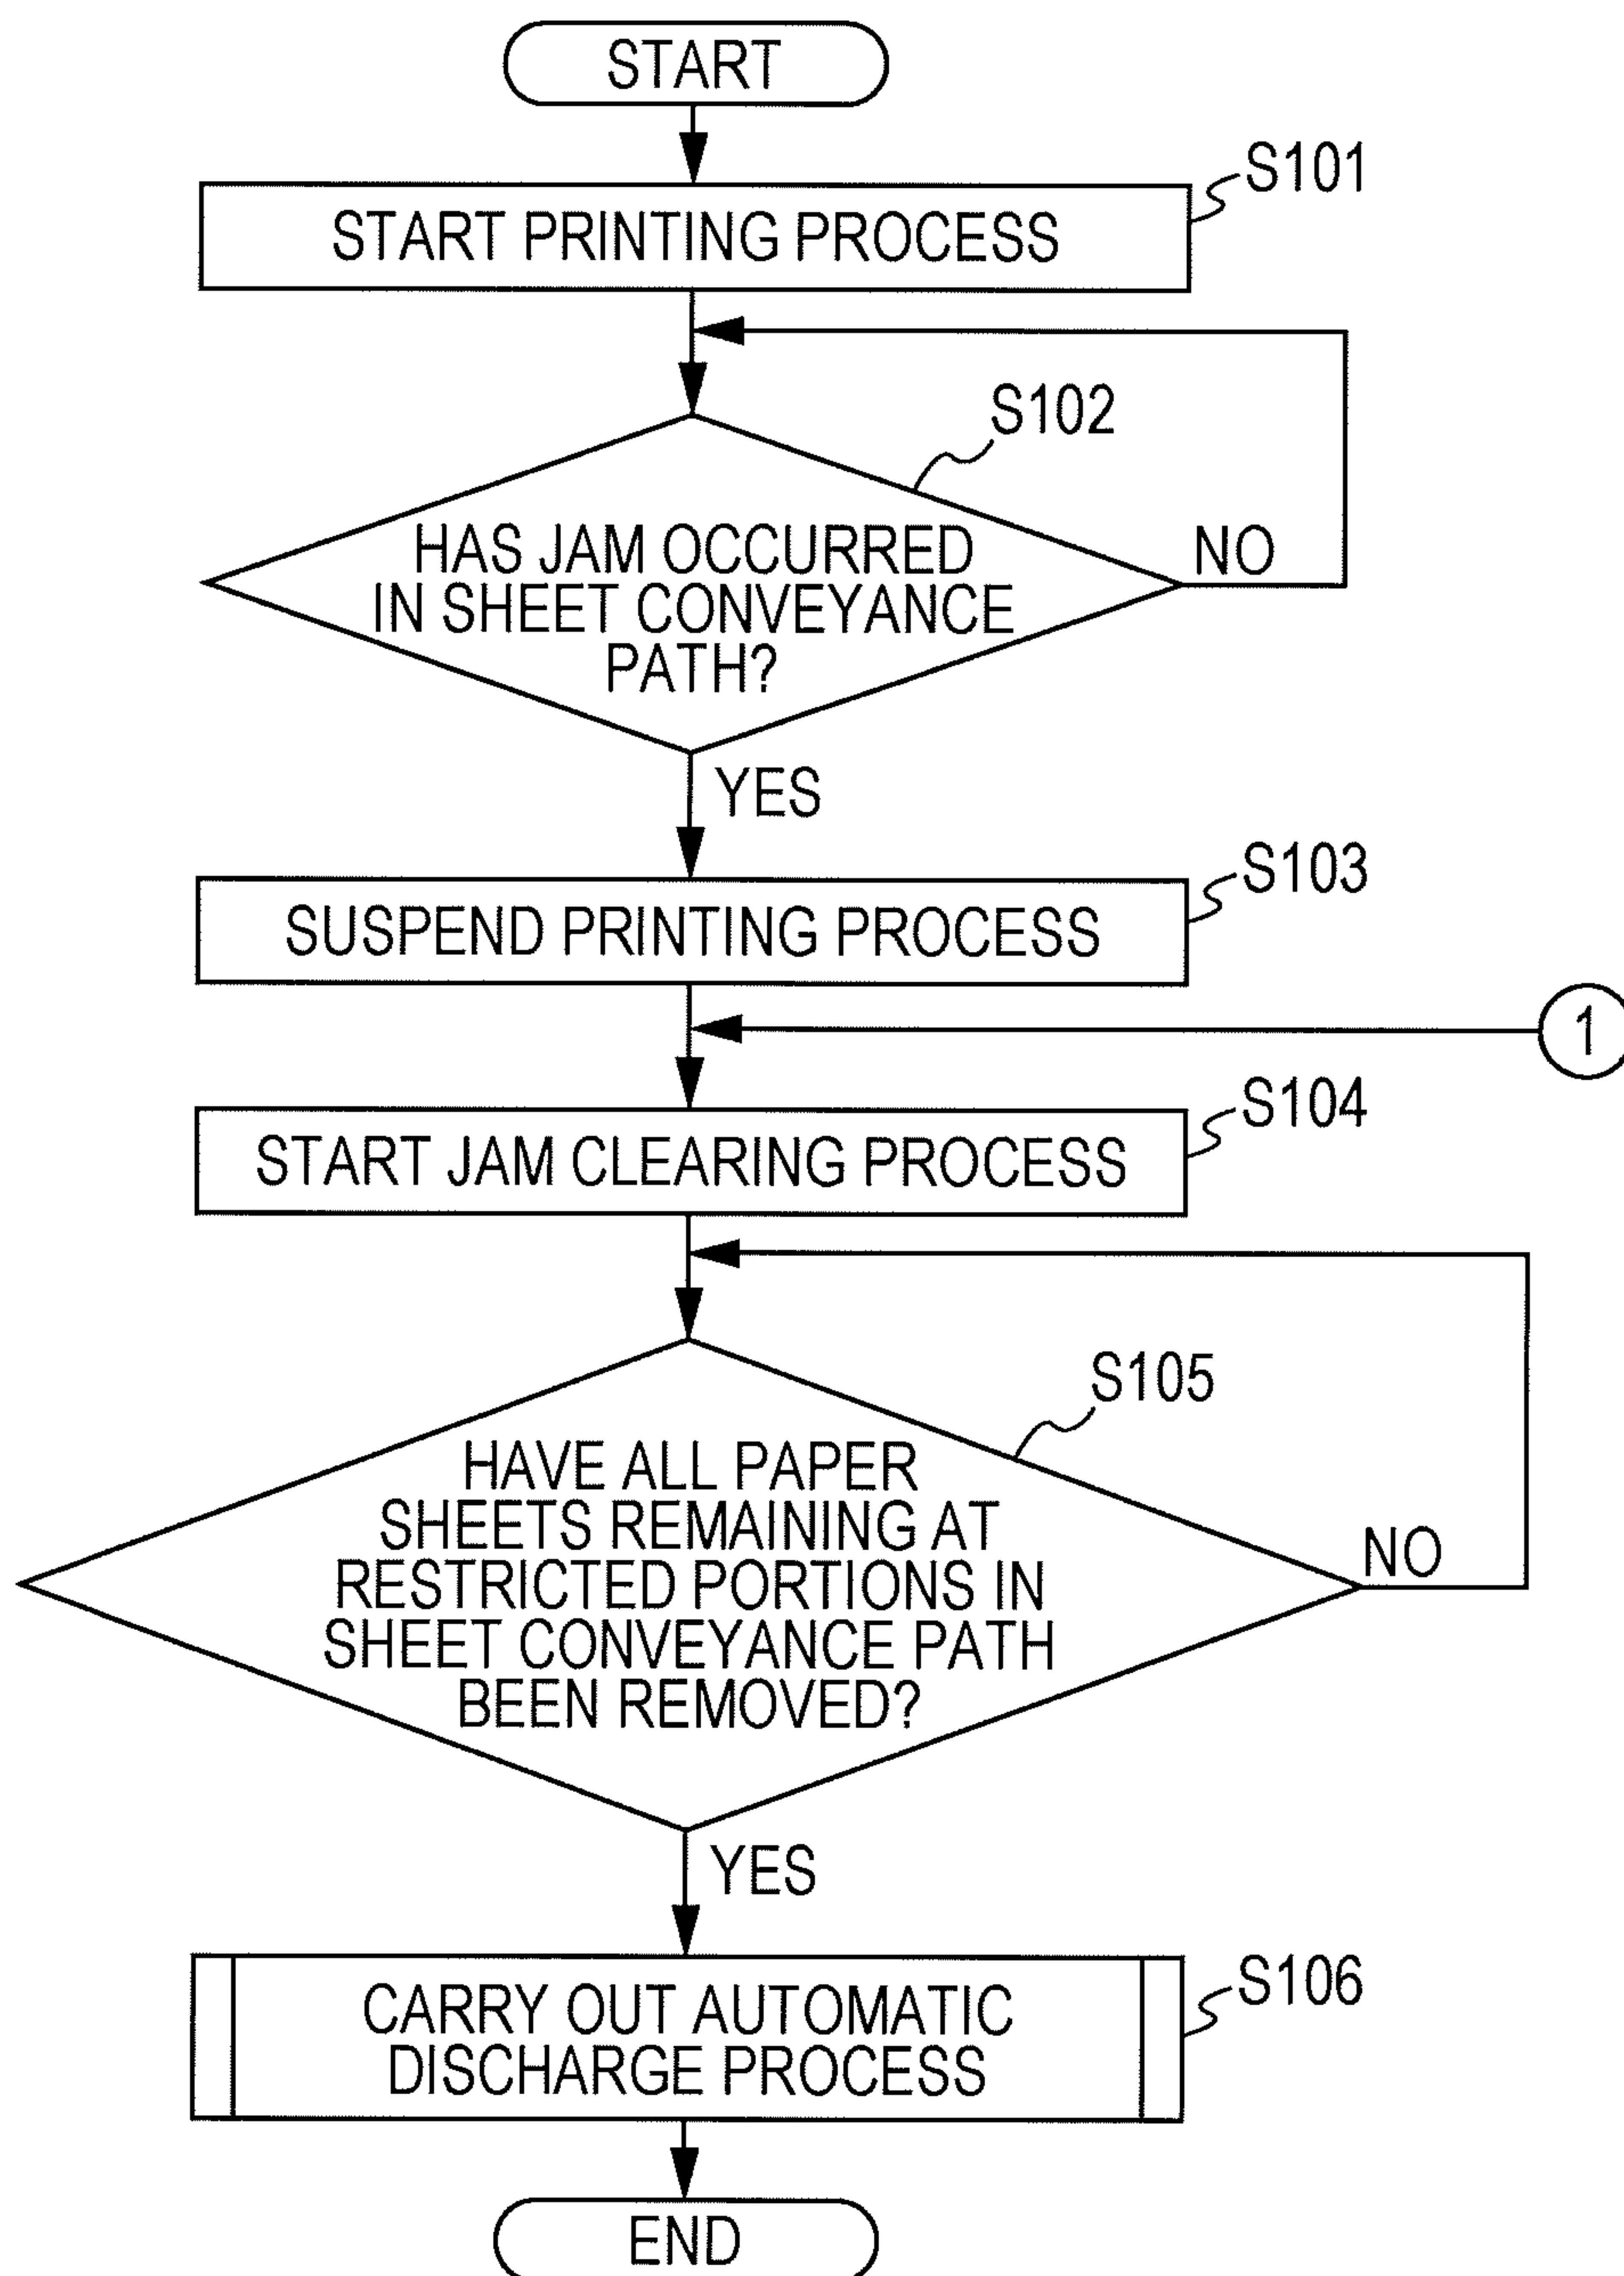 START
S101
START PRINTING PROCESS
S102
HAS JAM OCCURRED
IN SHEET CONVEYANCE
PATH?
NO
YES
S103
SUSPEND PRINTING PROCESS
1
S104
START JAM CLEARING PROCESS
S105
HAVE ALL PAPER
SHEETS REMAINING AT
RESTRICTED PORTIONS IN
SHEET CONVEYANCE PATH
BEEN REMOVED?
NO
YES
S106
CARRY OUT AUTOMATIC
DISCHARGE PROCESS
END